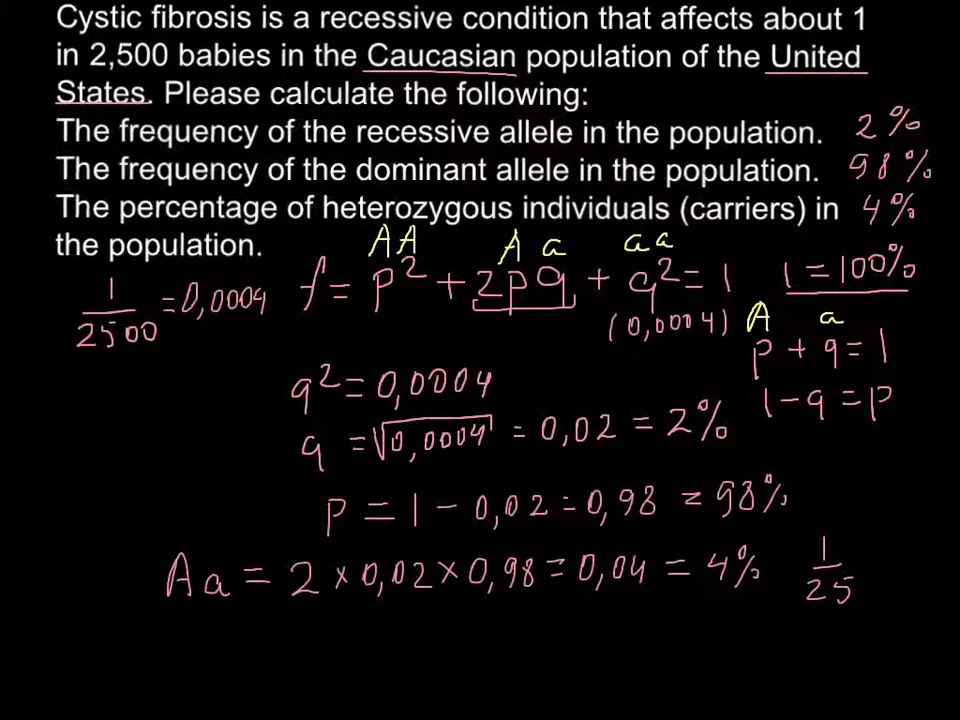 Cystic fibrosis is a recessive condition that affects about 1
in 2,500 babies in the Caucasian population of the United
States. Please calculate the following:
The frequency of the recessive allele in the population. 2%
The frequency of the dominant allele in the population. 98%
The percentage of heterozygous individuals (carriers) in 4%
the population.
AA Aa aa
1/2500 = 0,0004 f = p² + 2pq + q² = 1 1 = 100%
(0,0004) A a
p + q = 1
q² = 0,0004 1 - q = p
q = √0,0004 = 0,02 = 2%
p = 1 - 0,02 = 0,98 = 98%
Aa = 2 × 0,02 × 0,98 = 0,04 = 4% 1/25